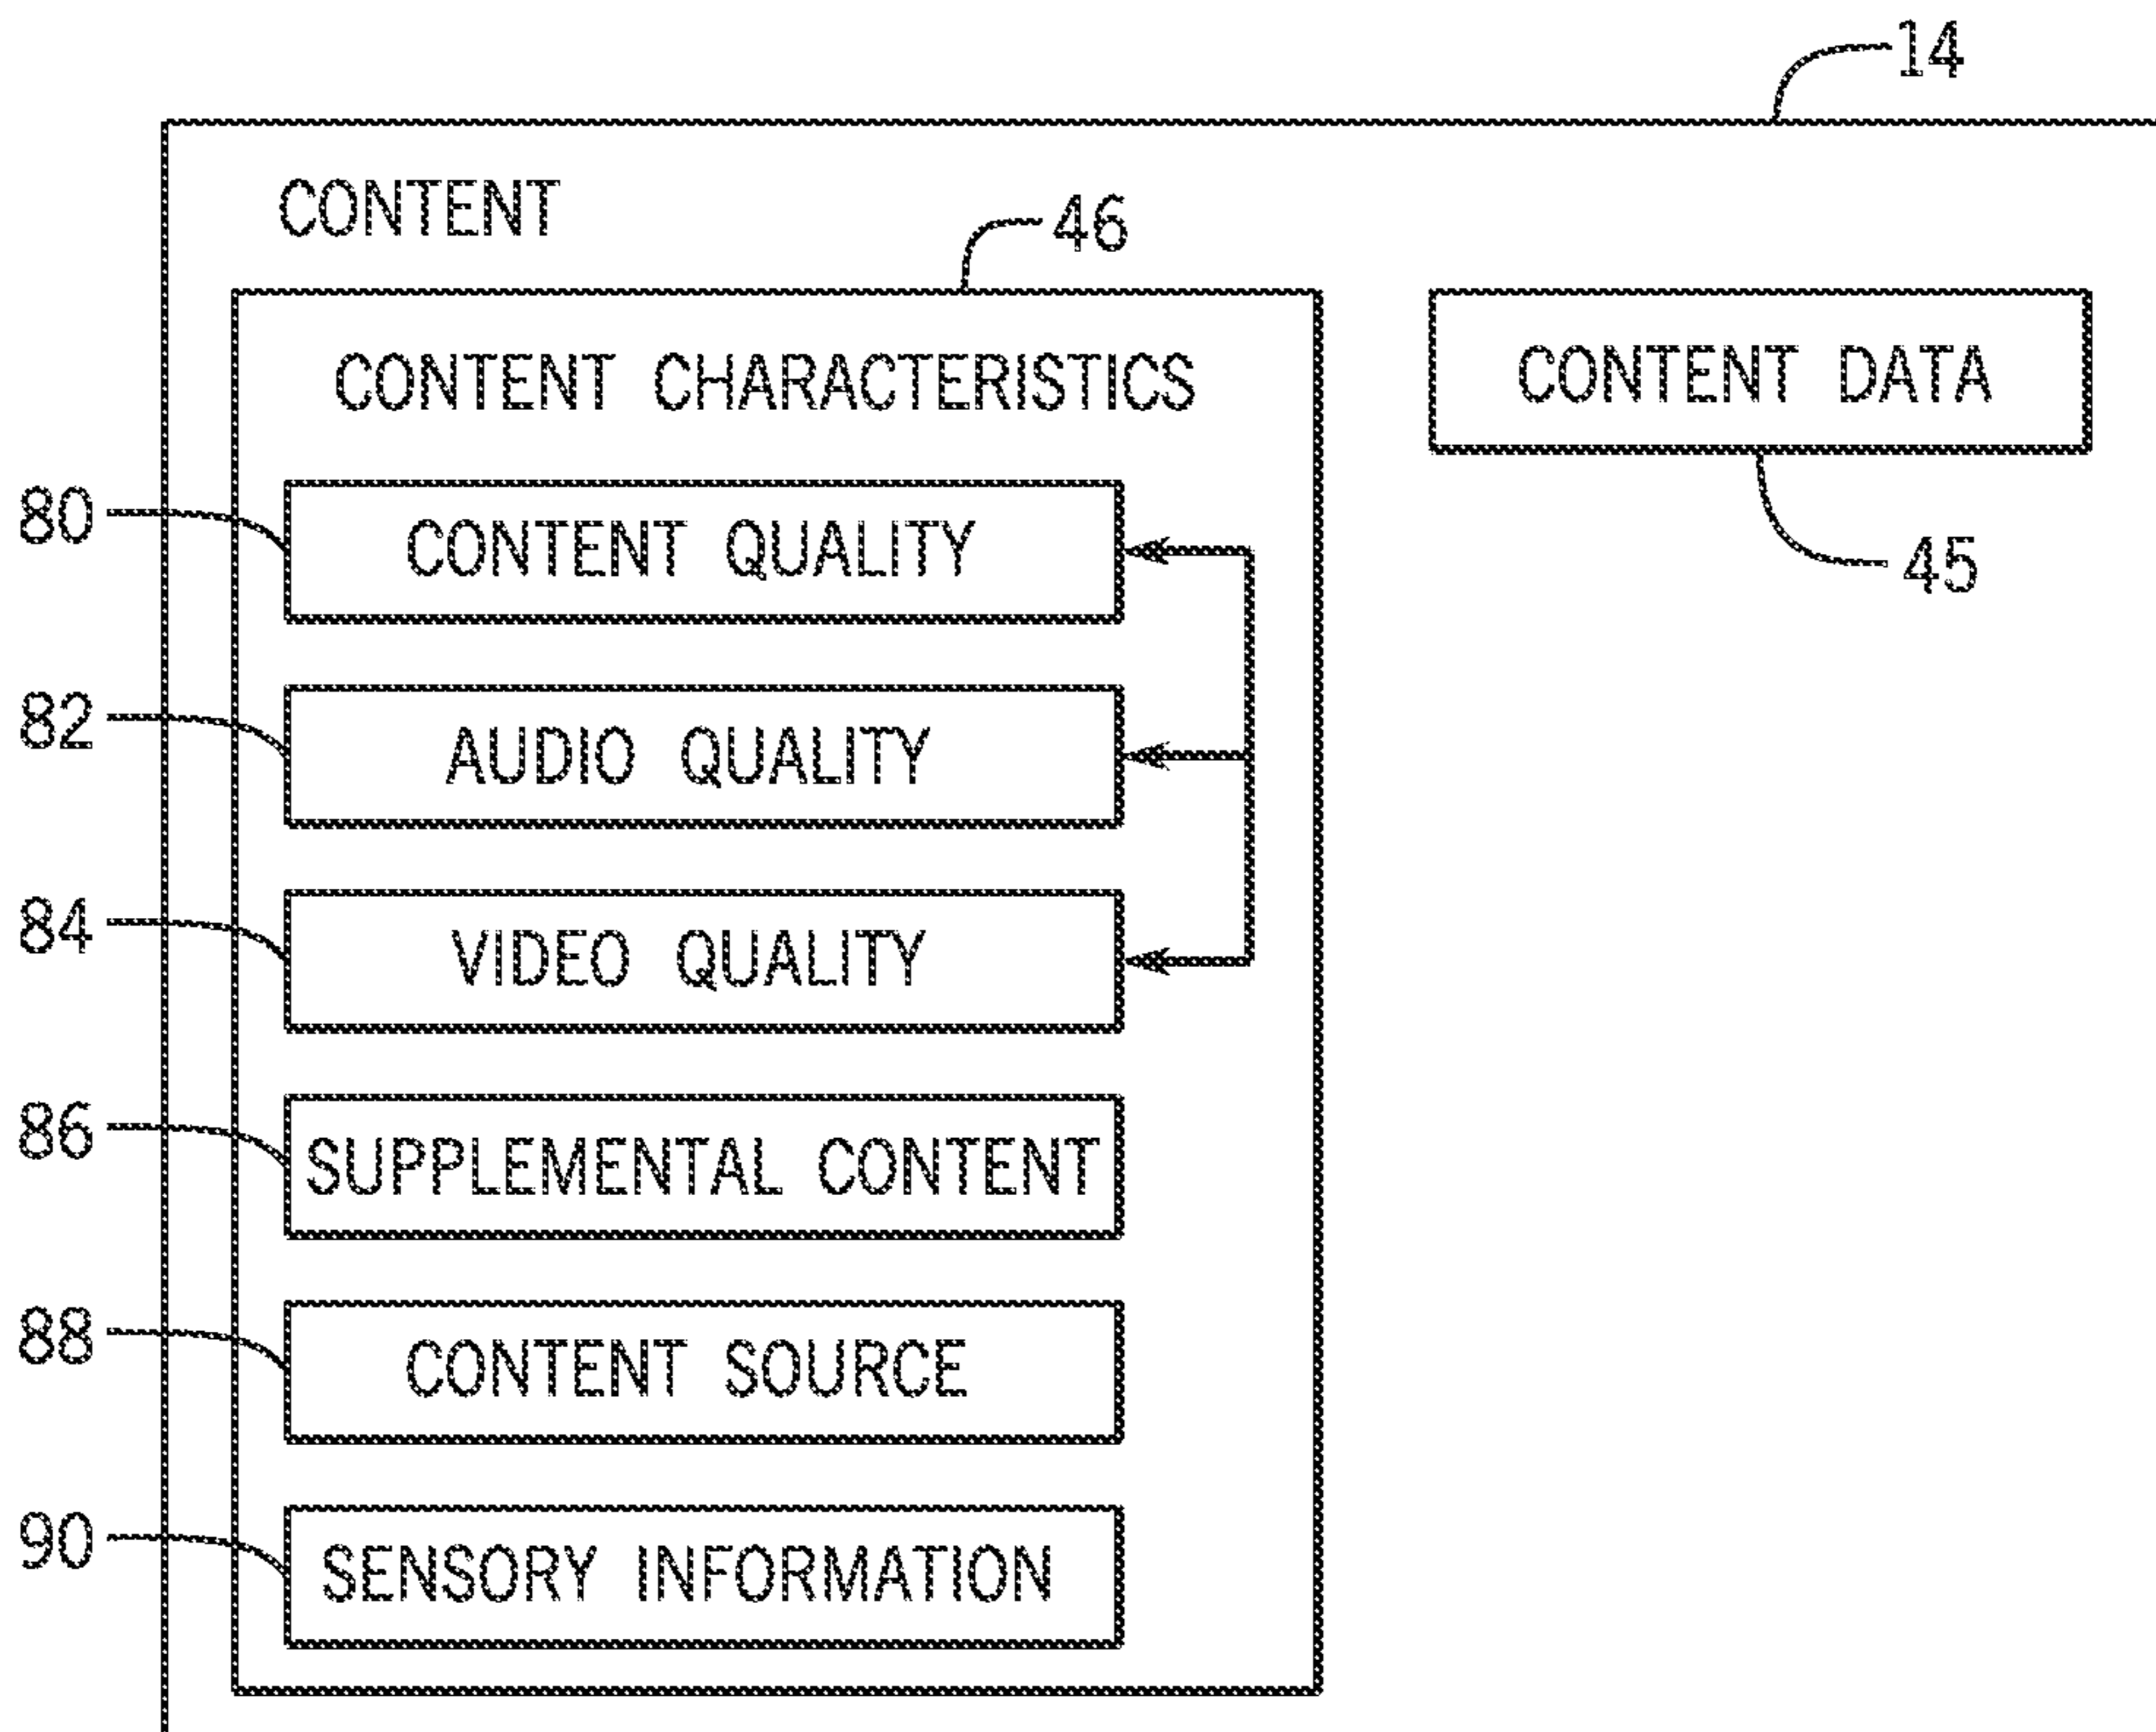 14
CONTENT
46
CONTENT CHARACTERISTICS
CONTENT DATA
45
80
CONTENT QUALITY
82
AUDIO QUALITY
84
VIDEO QUALITY
86
SUPPLEMENTAL CONTENT
88
CONTENT SOURCE
90
SENSORY INFORMATION